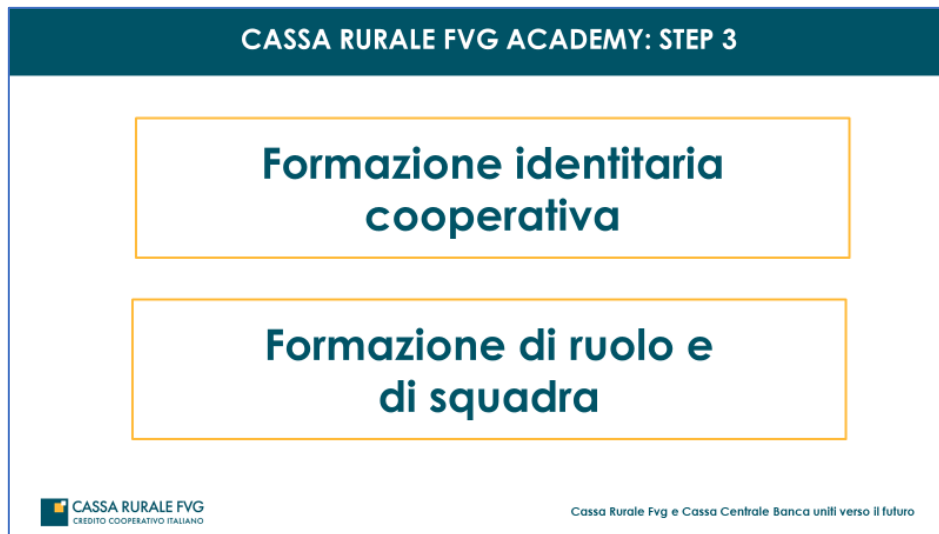 CASSA RURALE FVG ACADEMY: STEP 3
Formazione identitaria
cooperativa
Formazione di ruolo e
di squadra
CASSA RURALE FVG
CREDITO COOPERATIVO ITALIANO
Cassa Rurale Fvg e Cassa Centrale Banca uniti verso il futuro